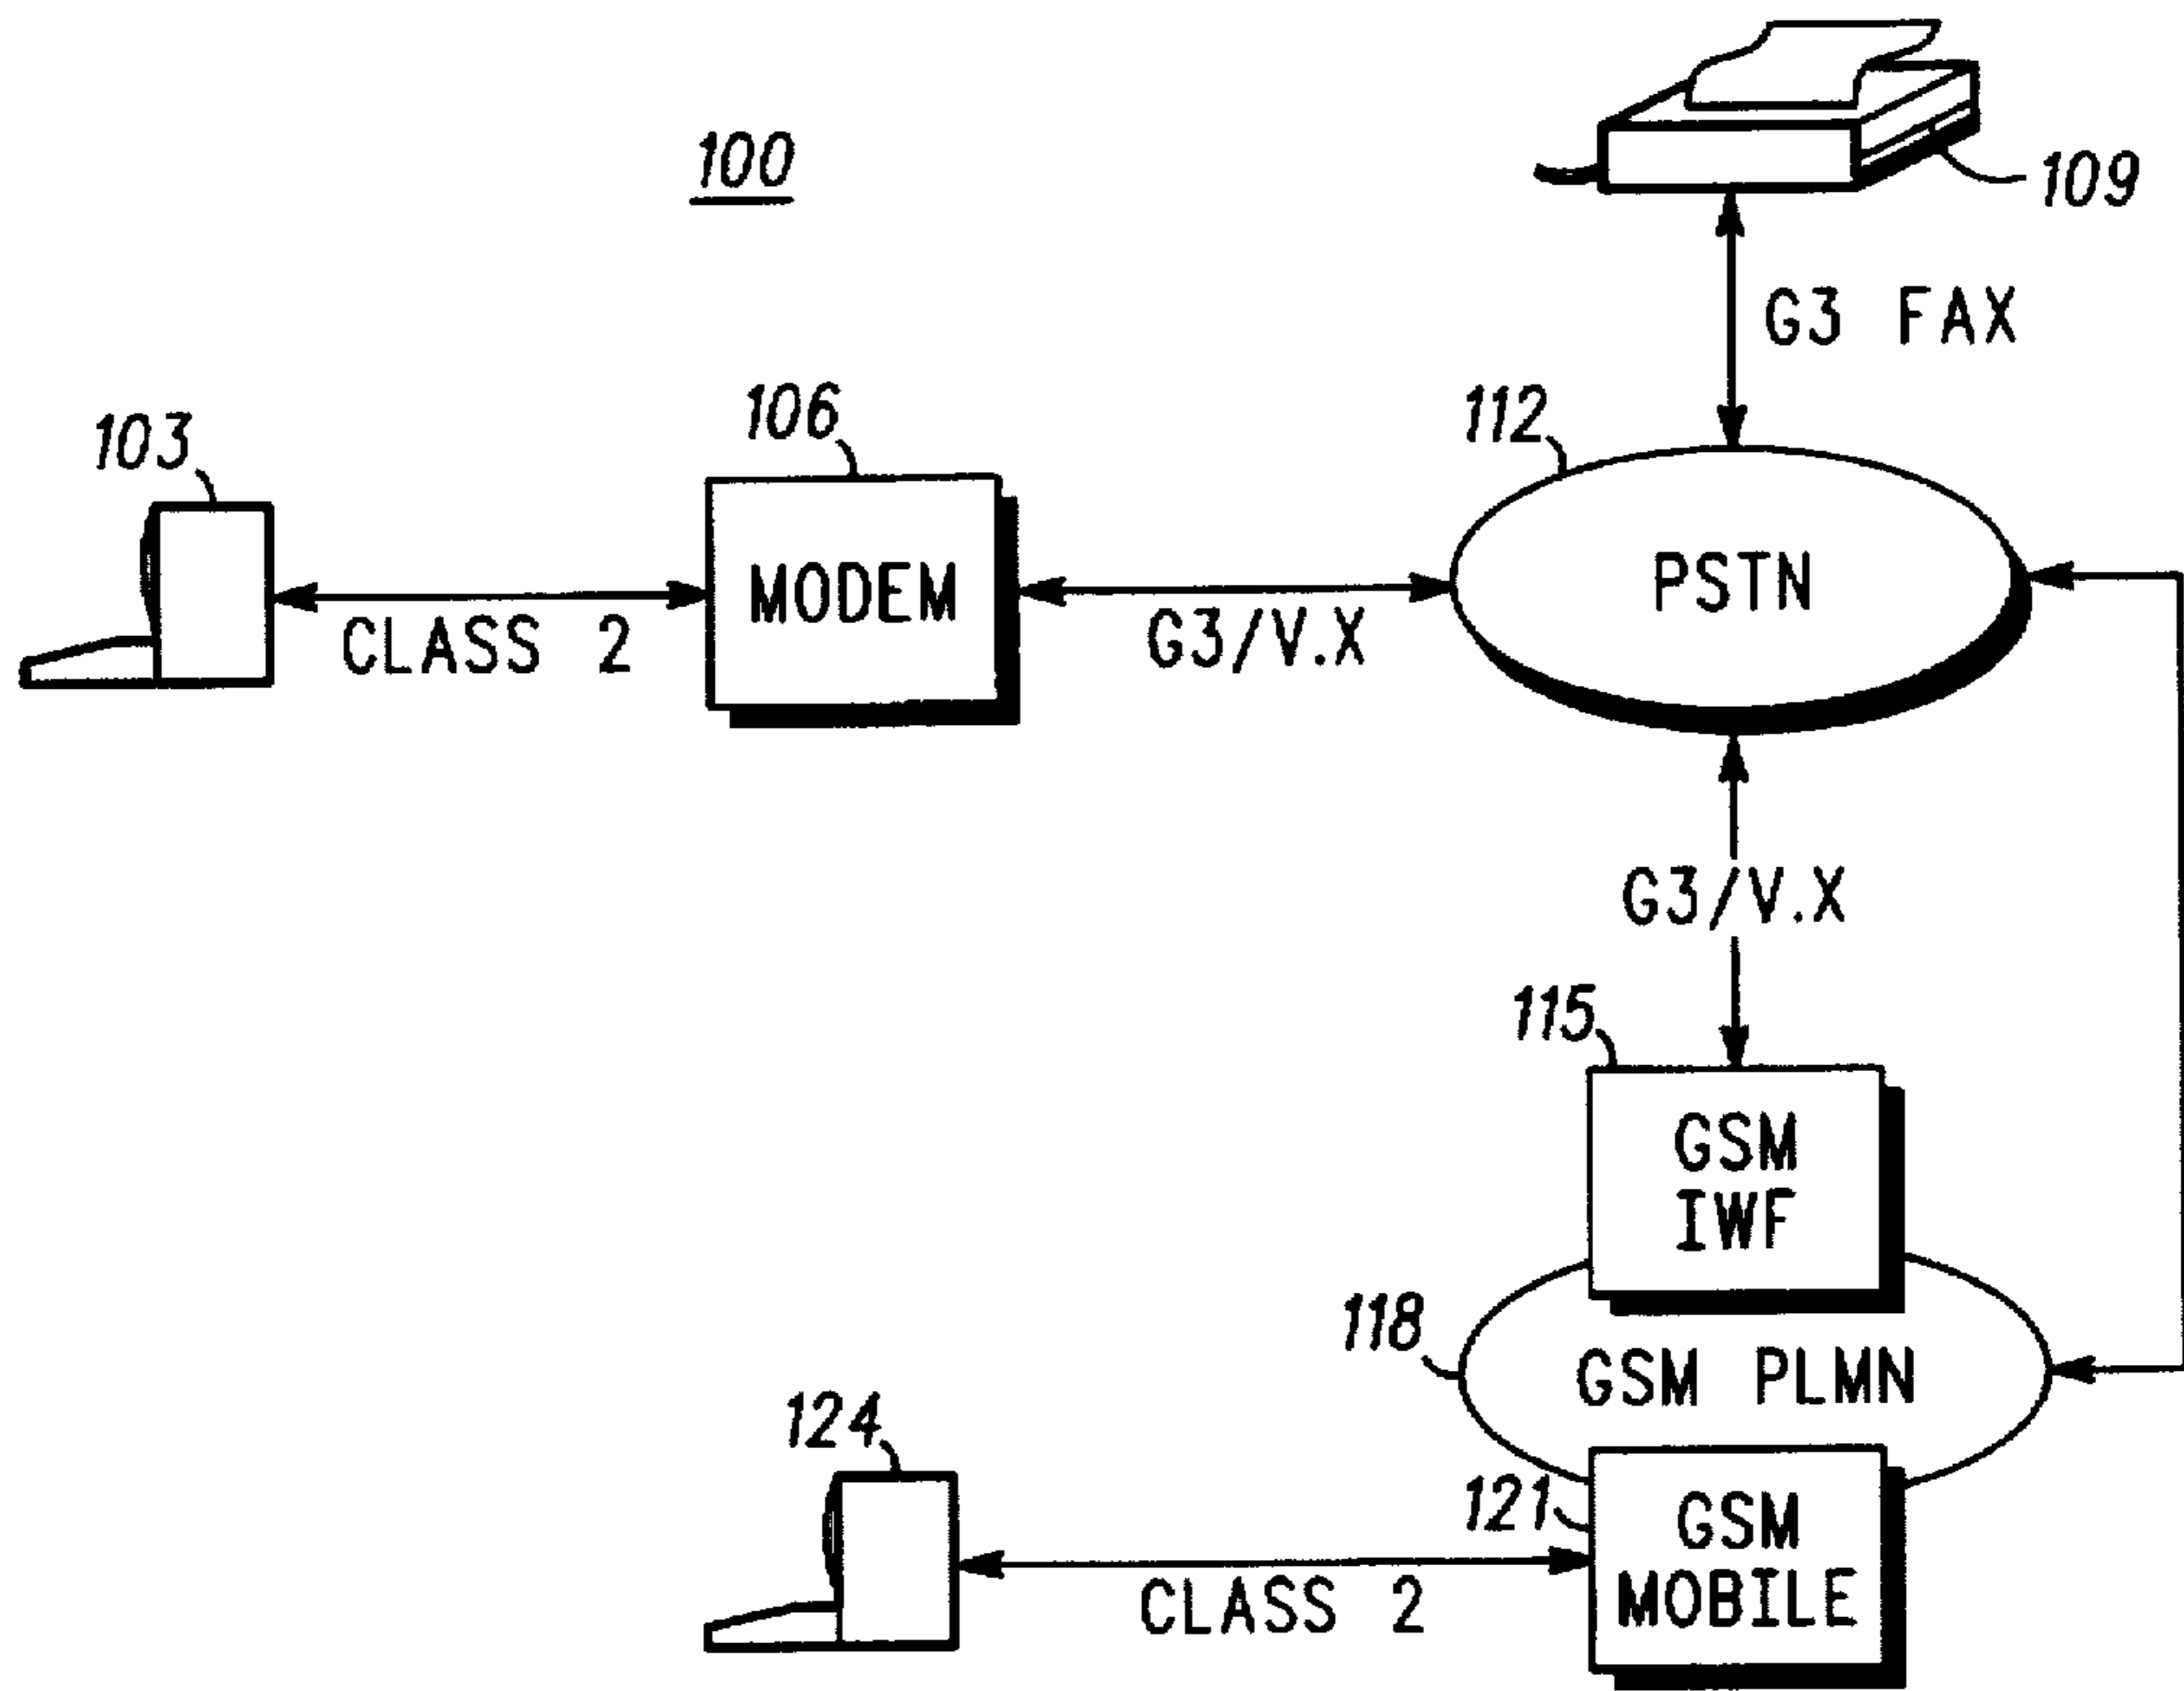 100
109
G3 FAX
103
106
112
MODEM
PSTN
CLASS 2
G3/V.X
G3/V.X
115
GSM
IWF
118
GSM PLMN
124
121
GSM
MOBILE
CLASS 2